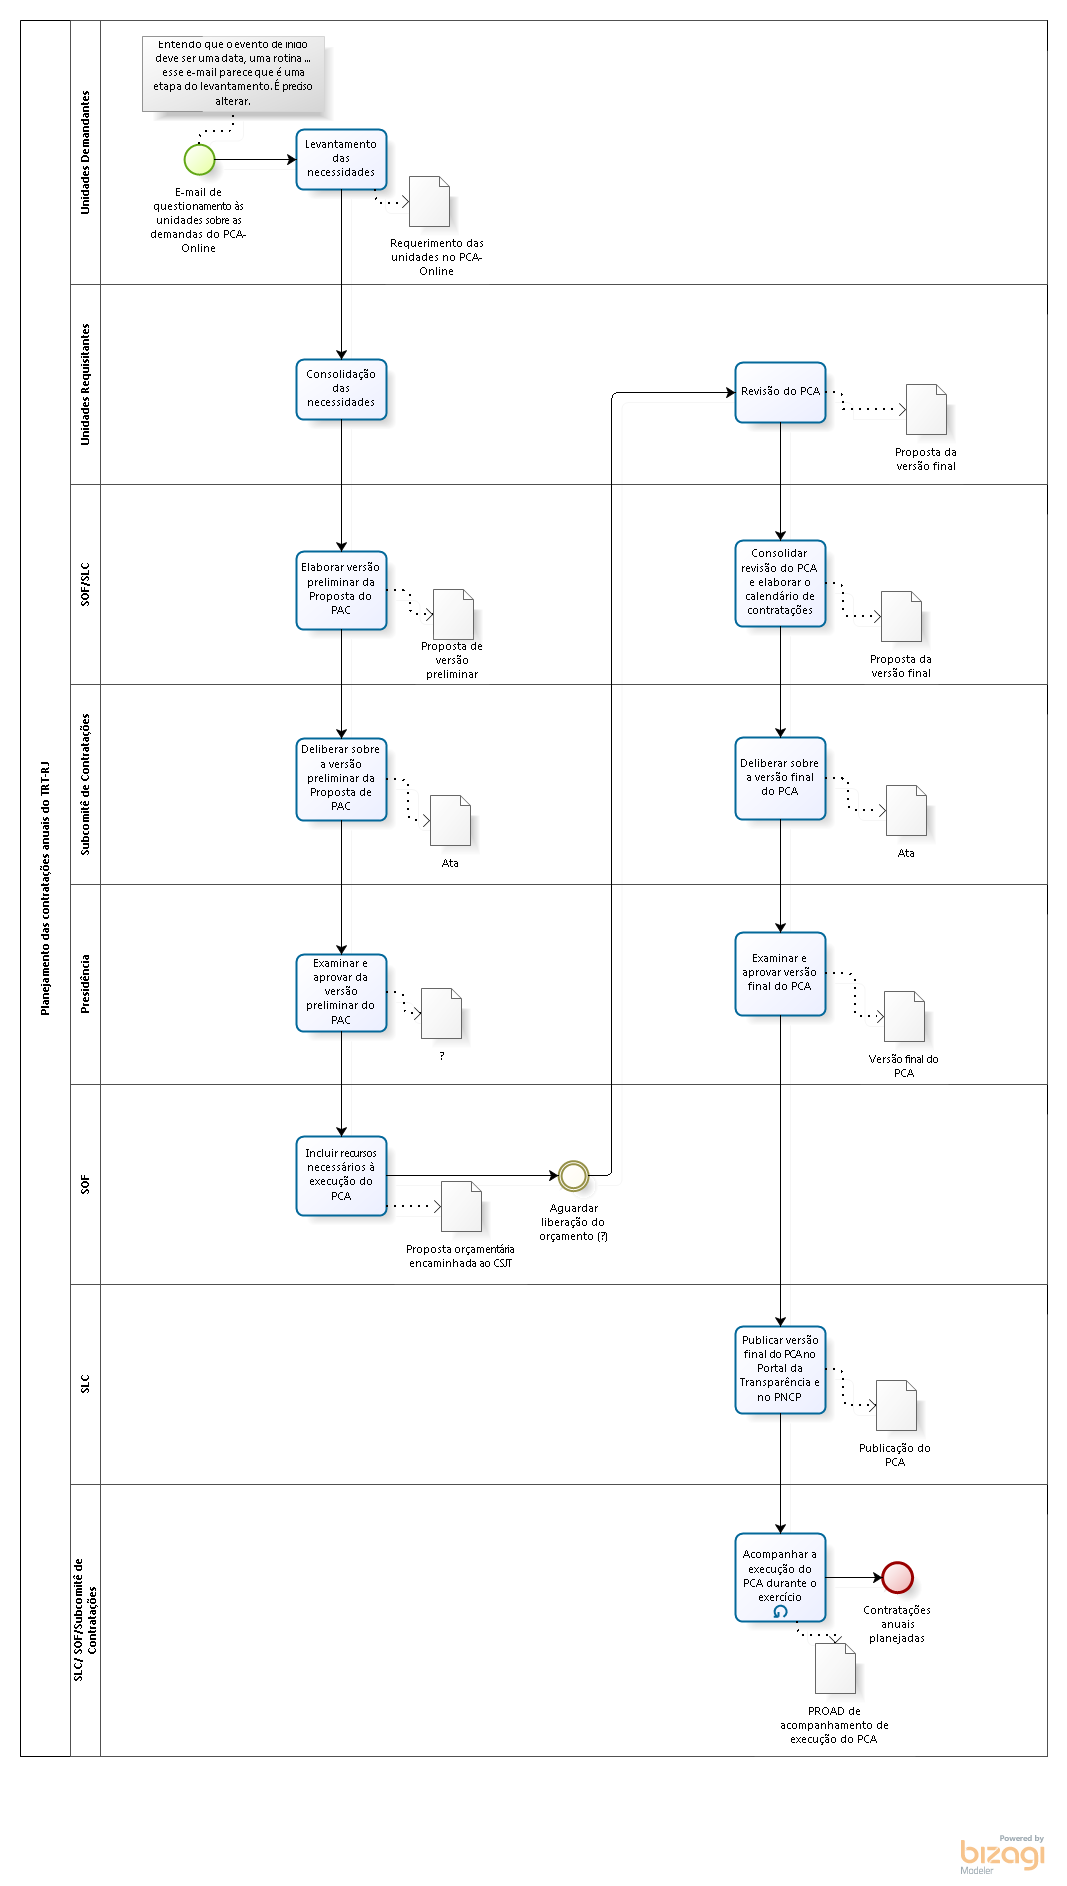 Planejamento das contratações anuais do TRT-RJ
Unidades Demandantes
Entendo que o evento de início
deve ser uma data, uma rotina ...
esse e-mail parece que é uma
etapa do levantamento. É preciso
alterar.
E-mail de
questionamento às
unidades sobre as
demandas do PCA-
Online
Levantamento
das
necessidades
Requerimento das
unidades no PCA-
Online
Unidades Requisitantes
Consolidação
das
necessidades
Revisão do PCA
Proposta da
versão final
SOF/SLC
Elaborar versão
preliminar da
Proposta do
PAC
Proposta de
versão
preliminar
Consolidar
revisão do PCA
e elaborar o
calendário de
contratações
Proposta da
versão final
Subcomitê de Contratações
Deliberar sobre
a versão
preliminar da
Proposta de
PAC
Ata
Deliberar sobre
a versão final
do PCA
Ata
Presidência
Examinar e
aprovar da
versão
preliminar do
PAC
?
Examinar e
aprovar versão
final do PCA
Versão final do
PCA
SOF
Incluir recursos
necessários à
execução do
PCA
Proposta orçamentária
encaminhada ao CSJT
Aguardar
liberação do
orçamento (?)
SLC
Publicar versão
final do PCA no
Portal da
Transparência e
no PNCP
Publicação do
PCA
SLC/ SOF/Subcomitê de
Contratações
Acompanhar a
execução do
PCA durante o
exercício
Contratações
anuais
planejadas
PROAD de
acompanhamento de
execução do PCA
Powered by
bizagi
Modeler